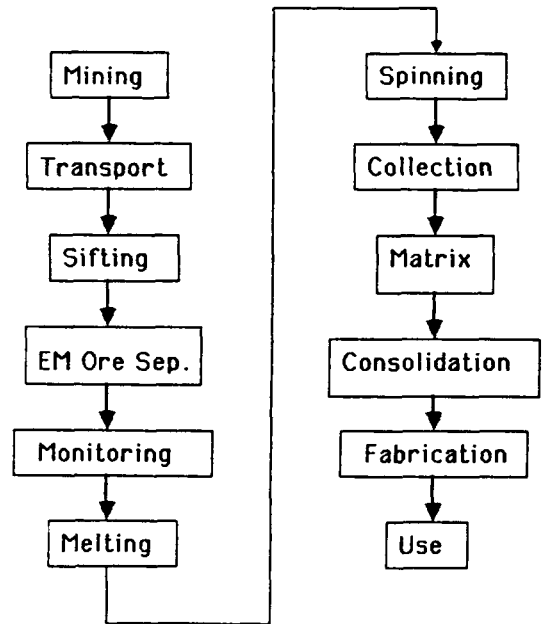 Mining
Transport
Sifting
EM Ore Sep.
Monitoring
Melting
Spinning
Collection
Matrix
Consolidation
Fabrication
Use